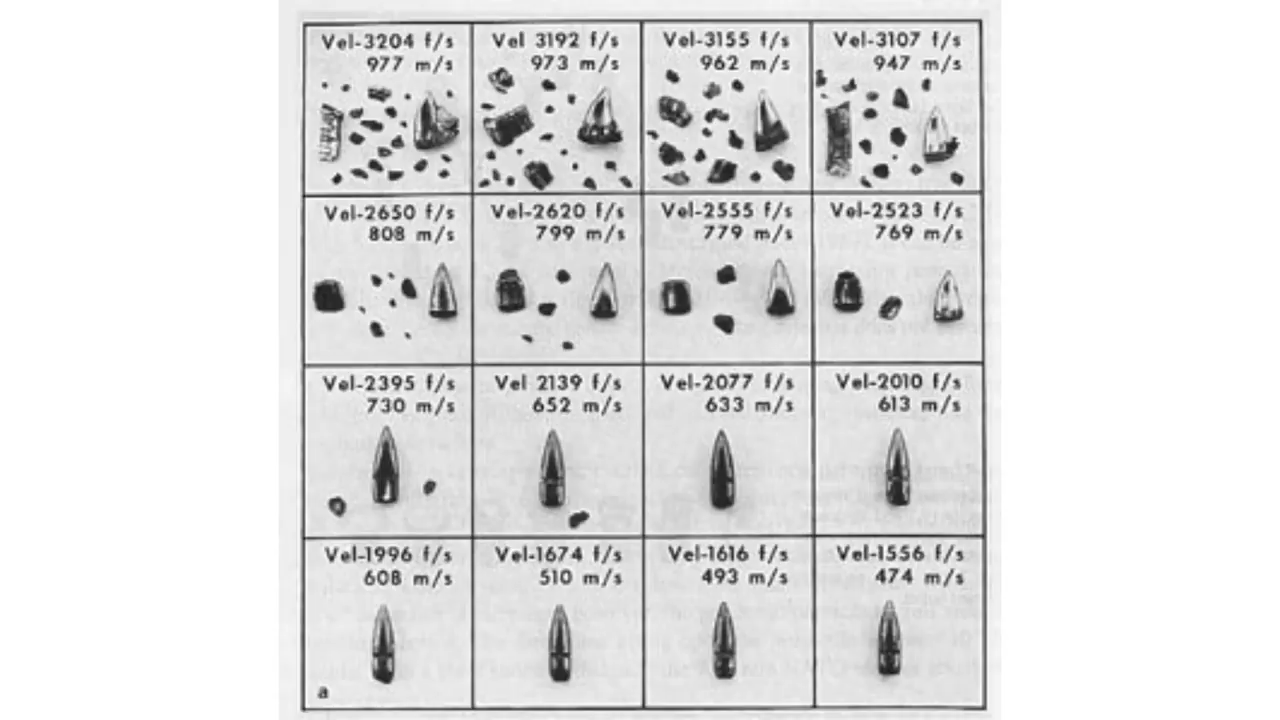 Vel-3204 f/s
977 m/s
Vel 3192 f/s
973 m/s
Vel-3155 f/s
962 m/s
Vel-3107 f/s
947 m/s
Vel-2650 f/s
808 m/s
Vel-2620 f/s
799 m/s
Vel-2555 f/s
779 m/s
Vel-2523 f/s
769 m/s
Vel-2395 f/s
730 m/s
Vel 2139 f/s
652 m/s
Vel-2077 f/s
633 m/s
Vel-2010 f/s
613 m/s
Vel-1996 f/s
608 m/s
Vel-1674 f/s
510 m/s
Vel-1616 f/s
493 m/s
Vel-1556 f/s
474 m/s
a